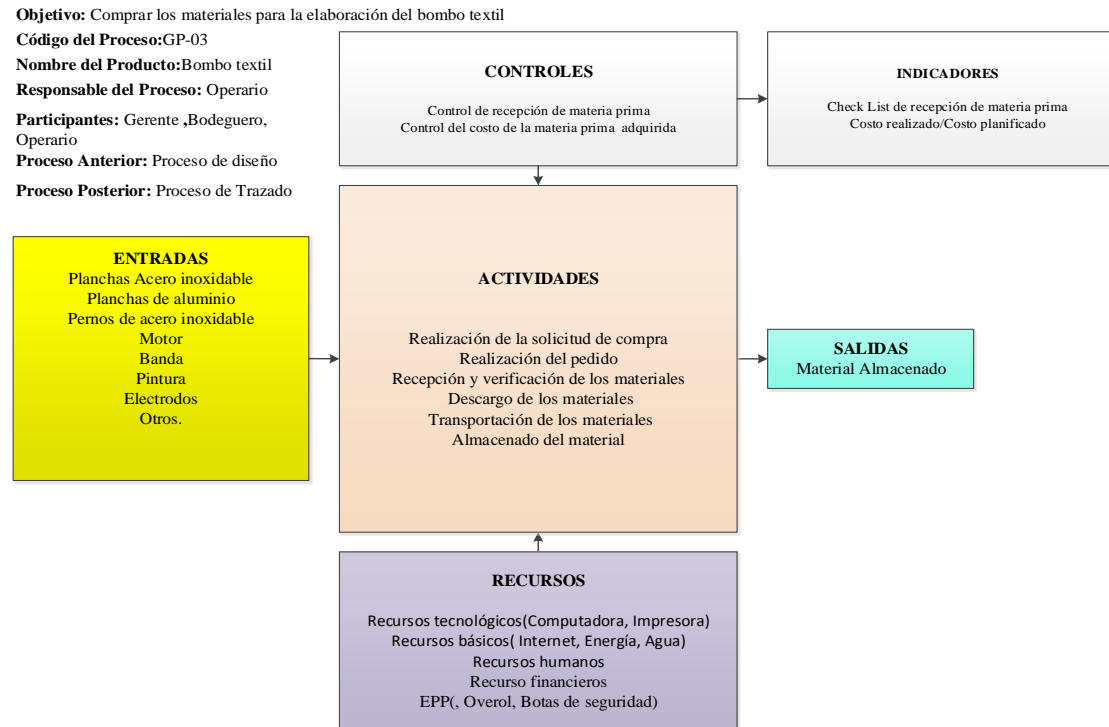 Objetivo: Comprar los materiales para la elaboración del bombo textil
Código del Proceso:GP-03
Nombre del Producto:Bombo textil
Responsable del Proceso: Operario
Participantes: Gerente ,Bodeguero,
Operario
Proceso Anterior: Proceso de diseño
Proceso Posterior: Proceso de Trazado
CONTROLES
Control de recepción de materia prima
Control del costo de la materia prima adquirida
INDICADORES
Check List de recepción de materia prima
Costo realizado/Costo planificado
ENTRADAS
Planchas Acero inoxidable
Planchas de aluminio
Pernos de acero inoxidable
Motor
Banda
Pintura
Electrodos
Otros.
ACTIVIDADES
Realización de la solicitud de compra
Realización del pedido
Recepción y verificación de los materiales
Descargo de los materiales
Transportación de los materiales
Almacenado del material
SALIDAS
Material Almacenado
RECURSOS
Recursos tecnológicos(Computadora, Impresora)
Recursos básicos( Internet, Energía, Agua)
Recursos humanos
Recurso financieros
EPP(, Overol, Botas de seguridad)